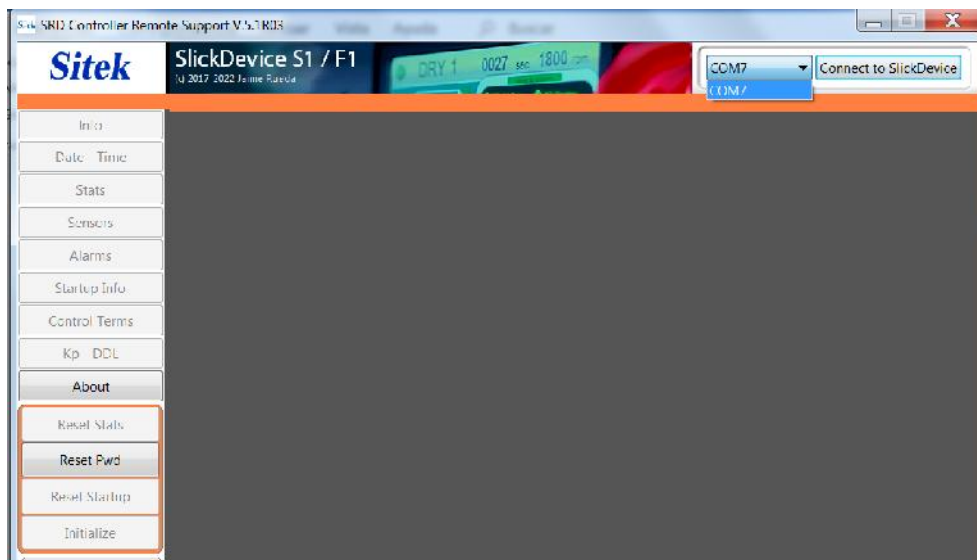 SRD Controller Remote Support V.5.1R03
Sitek
SlickDevice S1 / F1
(c) 2017-2022 Jaime Rueda
DRY 1 0027 sec 1800
COM7
Connect to SlickDevice
COM7
Info
Date Time
Stats
Sensors
Alarms
Startup Info
Control Terms
Kp DDL
About
Reset Stats
Reset Pwd
Reset Startup
Initialize